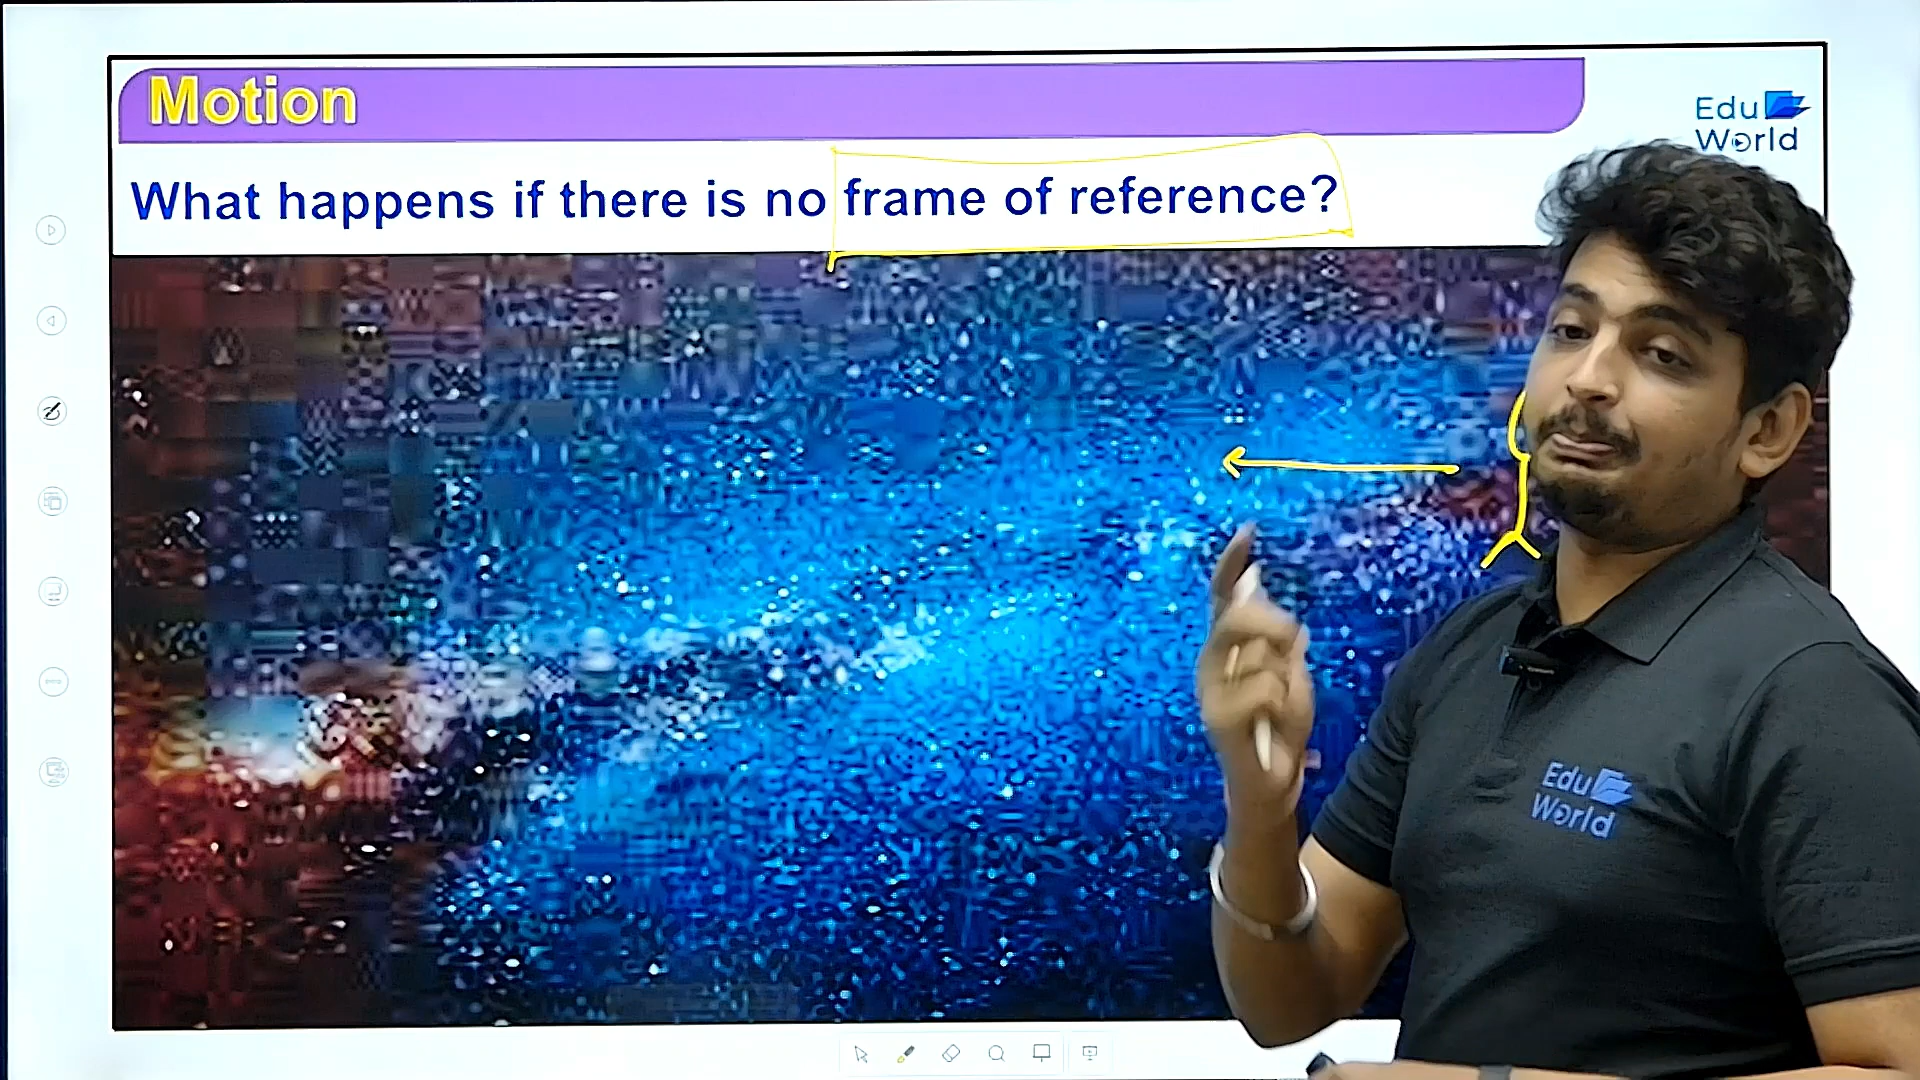 Motion
Edu
World
What happens if there is no frame of reference?
Edu
World